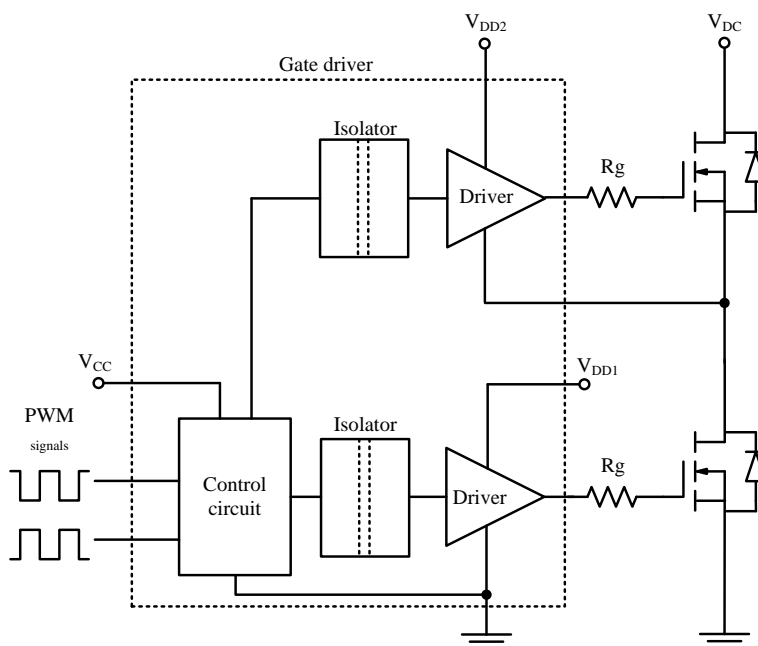 V_DD2
V_DC
Gate driver
Isolator
Rg
Driver
V_CC
V_DD1
PWM
signals
Isolator
Rg
Control
circuit
Driver